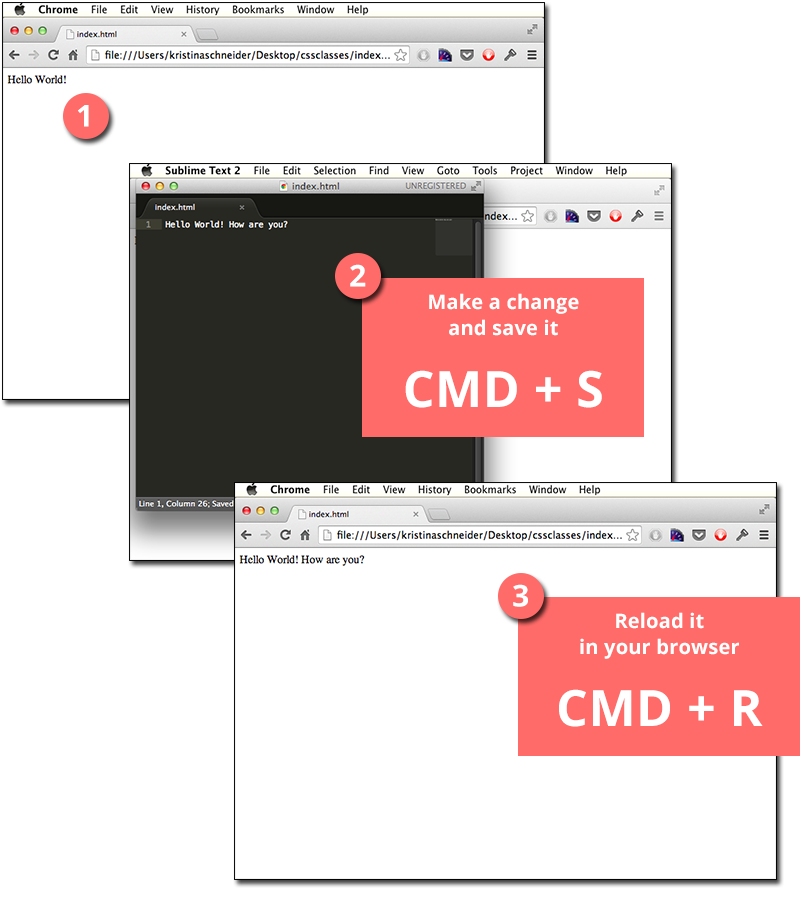 Chrome File Edit View History Bookmarks Window Help
index.html
file:///Users/kristinaschneider/Desktop/cssclasses/index...
Hello World!
1
Sublime Text 2 File Edit Selection Find View Goto Tools Project Window Help
index.html UNREGISTERED
index.html
ndex...
1 Hello World! How are you?
2
Make a change
and save it
CMD + S
Line 1, Column 26; Saved
Chrome File Edit View History Bookmarks Window Help
index.html
file:///Users/kristinaschneider/Desktop/cssclasses/index...
Hello World! How are you?
3
Reload it
in your browser
CMD + R